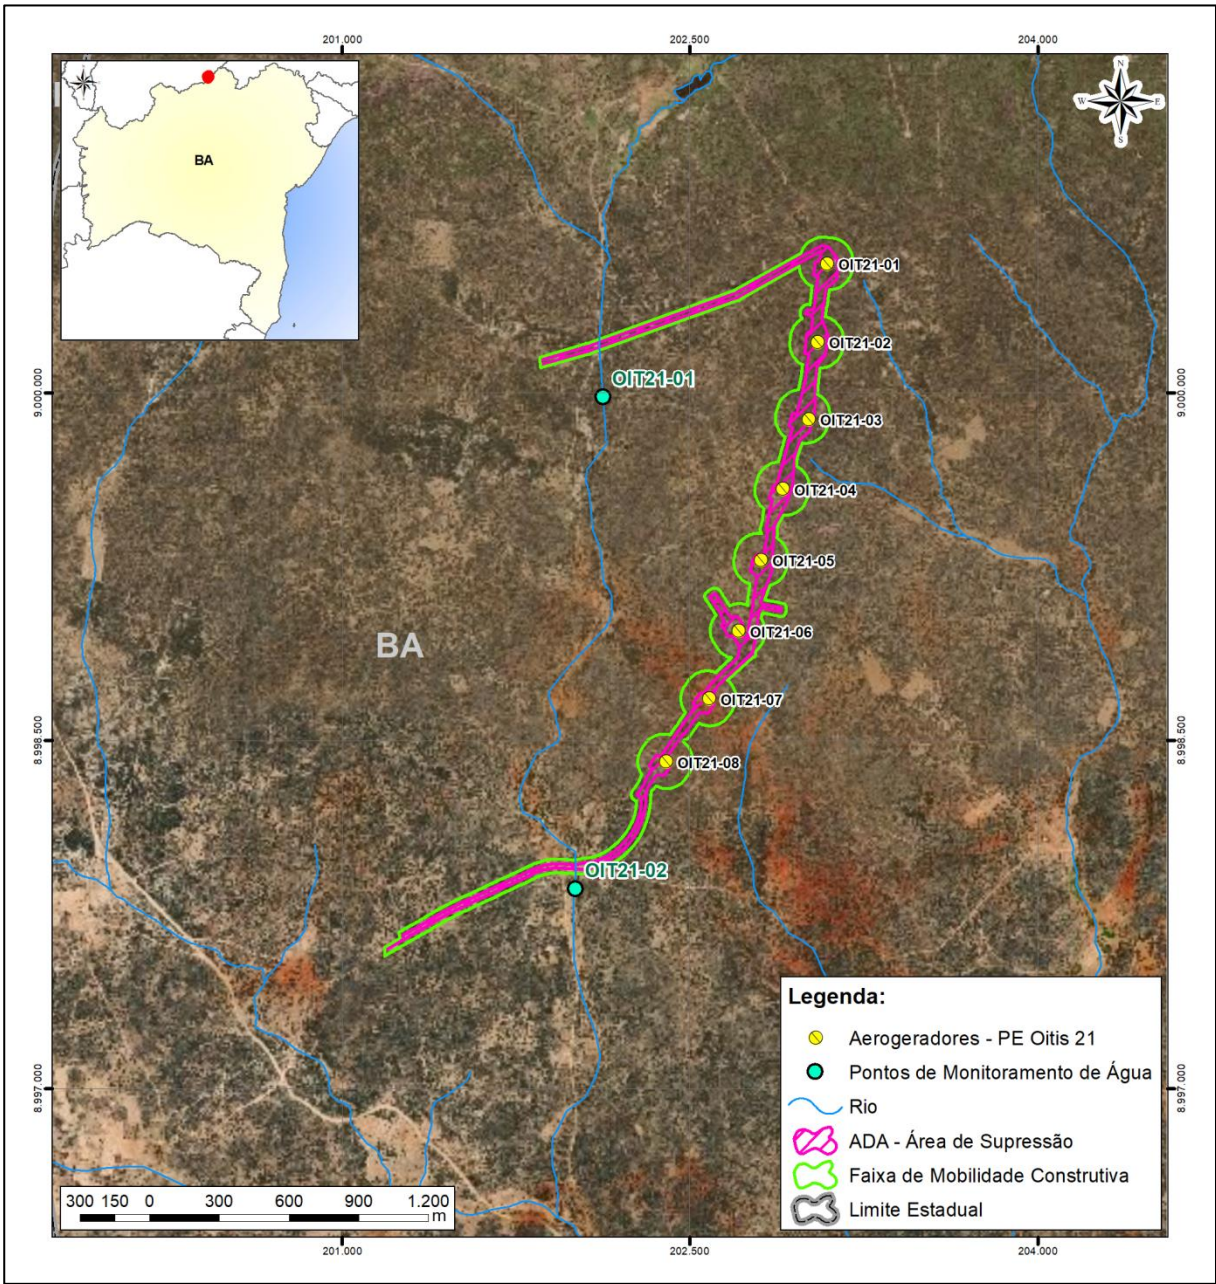 201.000
202.500
204.000
N
W
E
S
BA
OIT21-01
OIT21-02
9.000.000
9.000.000
OIT21-01
OIT21-03
OIT21-04
OIT21-05
OIT21-06
BA
OIT21-07
8.998.500
8.998.500
OIT21-08
OIT21-02
Legenda:
Aerogeradores - PE Oitis 21
Pontos de Monitoramento de Água
8.997.000
8.997.000
Rio
ADA - Área de Supressão
Faixa de Mobilidade Construtiva
Limite Estadual
300 150 0 300 600 900 1.200
m
201.000
202.500
204.000